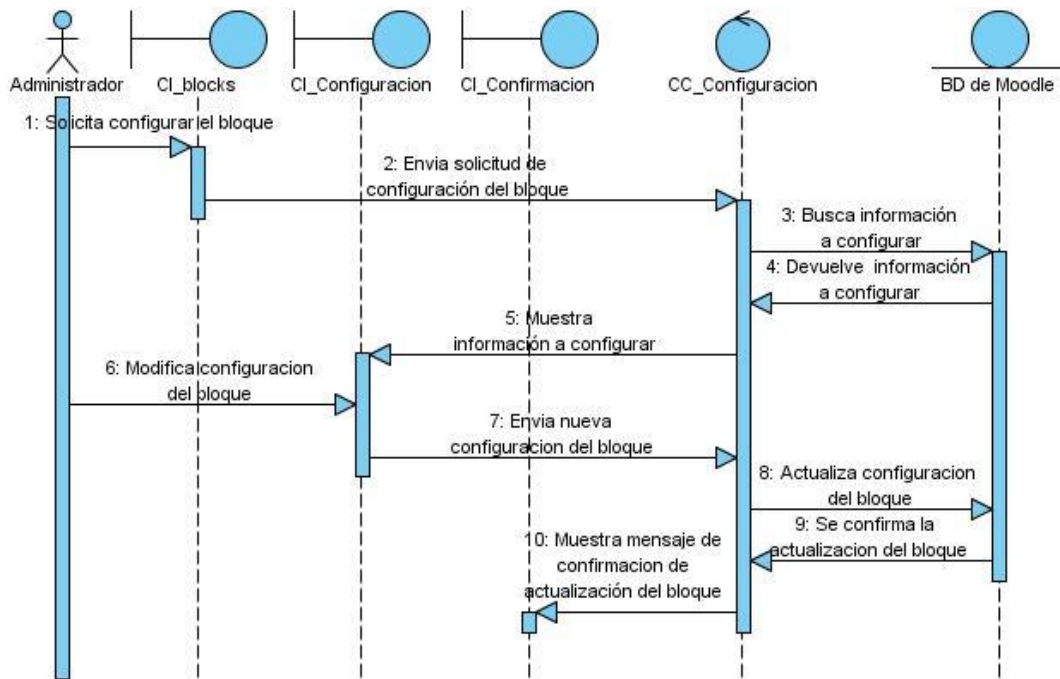 Administrador
CI_blocks
CI_Configuracion
CI_Confirmacion
CC_Configuracion
BD de Moodle
1: Solicita configurar el bloque
2: Envia solicitud de
configuración del bloque
3: Busca información
a configurar
4: Devuelve información
a configurar
5: Muestra
información a configurar
6: Modifica configuracion
del bloque
7: Envia nueva
configuracion del bloque
8: Actualiza configuracion
del bloque
9: Se confirma la
actualizacion del bloque
10: Muestra mensaje de
confirmacion de
actualización del bloque